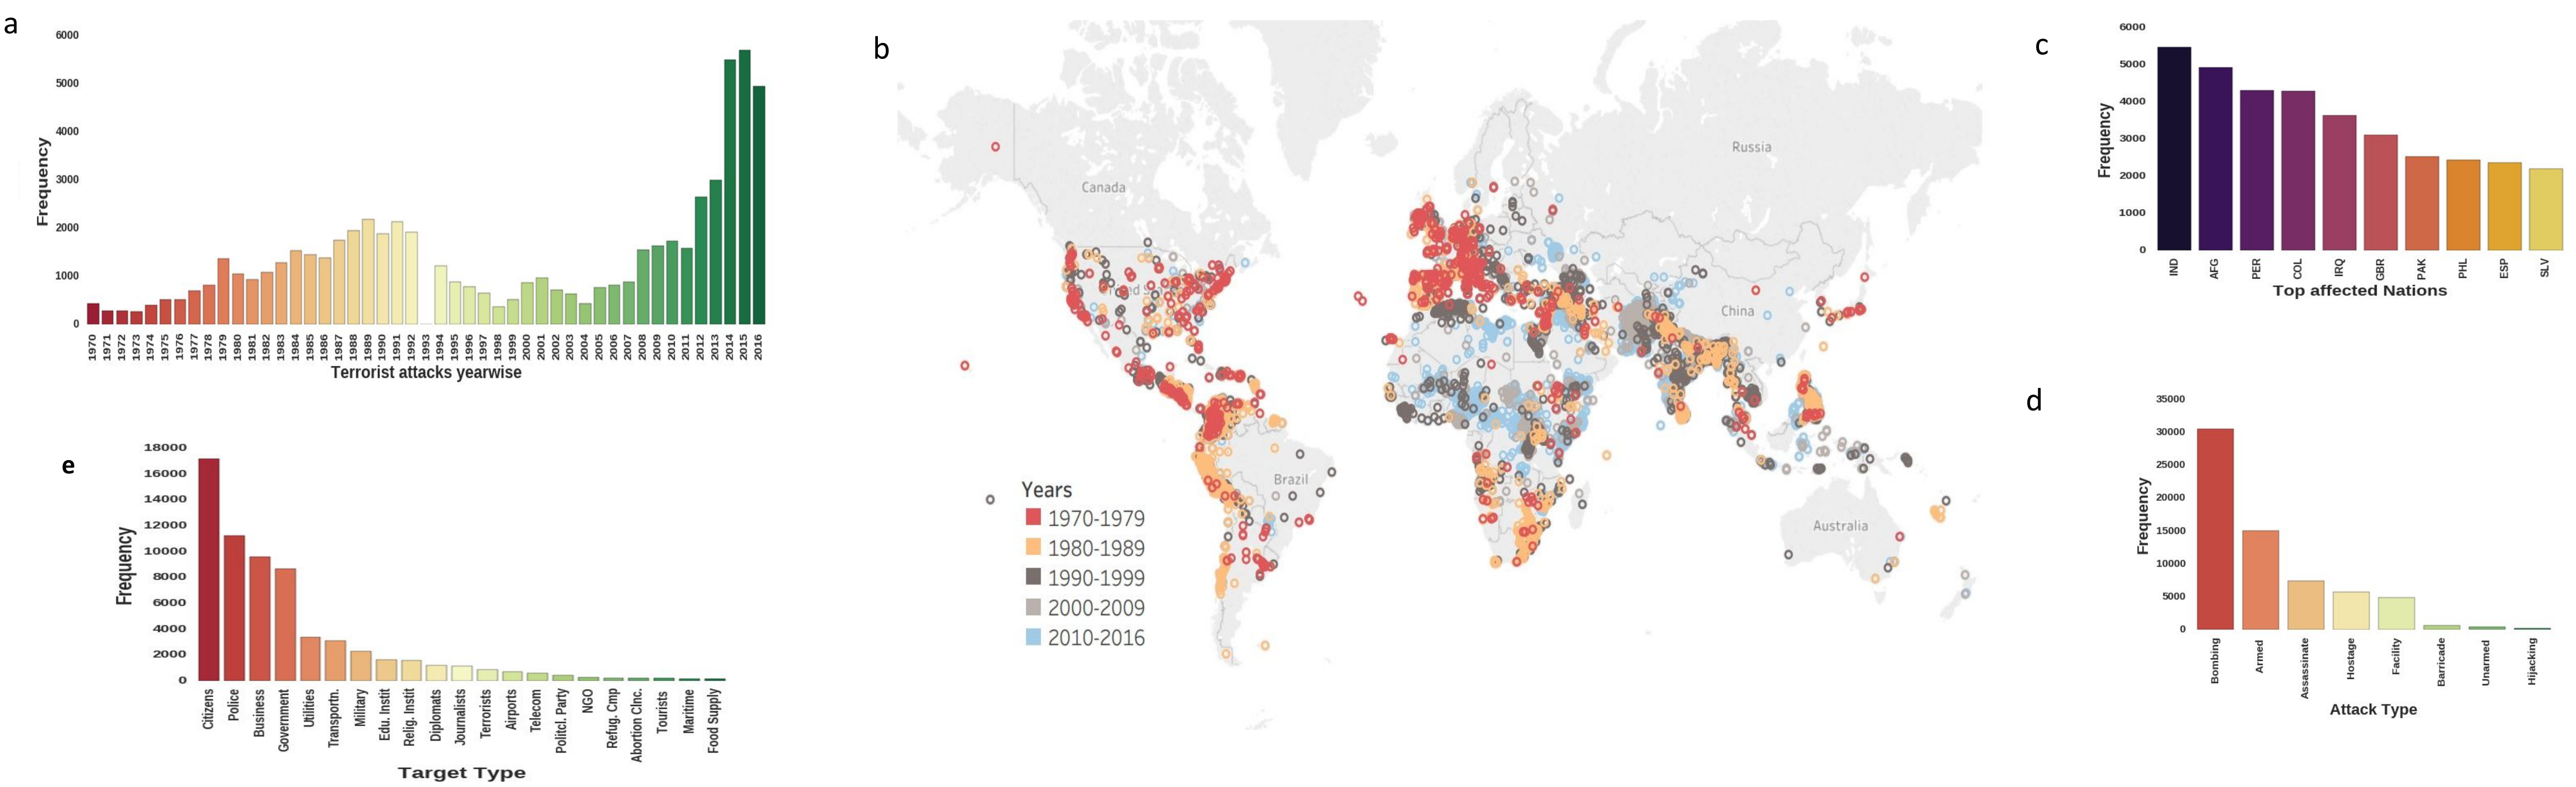 a
6000
5000
4000
3000
2000
1000
0
Frequency
1970 1971 1972 1973 1974 1975 1976 1977 1978 1979 1980 1981 1982 1983 1984 1985 1986 1987 1988 1989 1990 1991 1992 1993 1994 1995 1996 1997 1998 1999 2000 2001 2002 2003 2004 2005 2006 2007 2008 2009 2010 2011 2012 2013 2014 2015 2016
Terrorist attacks yearwise
b
Canada
Russia
China
Brazil
Australia
Years
1970-1979
1980-1989
1990-1999
2000-2009
2010-2016
c
6000
5000
4000
3000
2000
1000
0
Frequency
IND AFG PER COL IRQ GBR PAK PHL ESP SLV
Top affected Nations
d
35000
30000
25000
20000
15000
10000
5000
0
Frequency
Bombing Armed Assassinate Hostage Facility Barricade Unarmed Hijacking
Attack Type
e
18000
16000
14000
12000
10000
8000
6000
4000
2000
0
Frequency
Citizens Police Business Government Utilities Transportn. Military Edu. Instit Relig. Instit Diplomats Journalists Terrorists Airports Telecom Politcl. Party NGO Refug. Cmp Abortion Clnc. Tourists Maritime Food Supply
Target Type